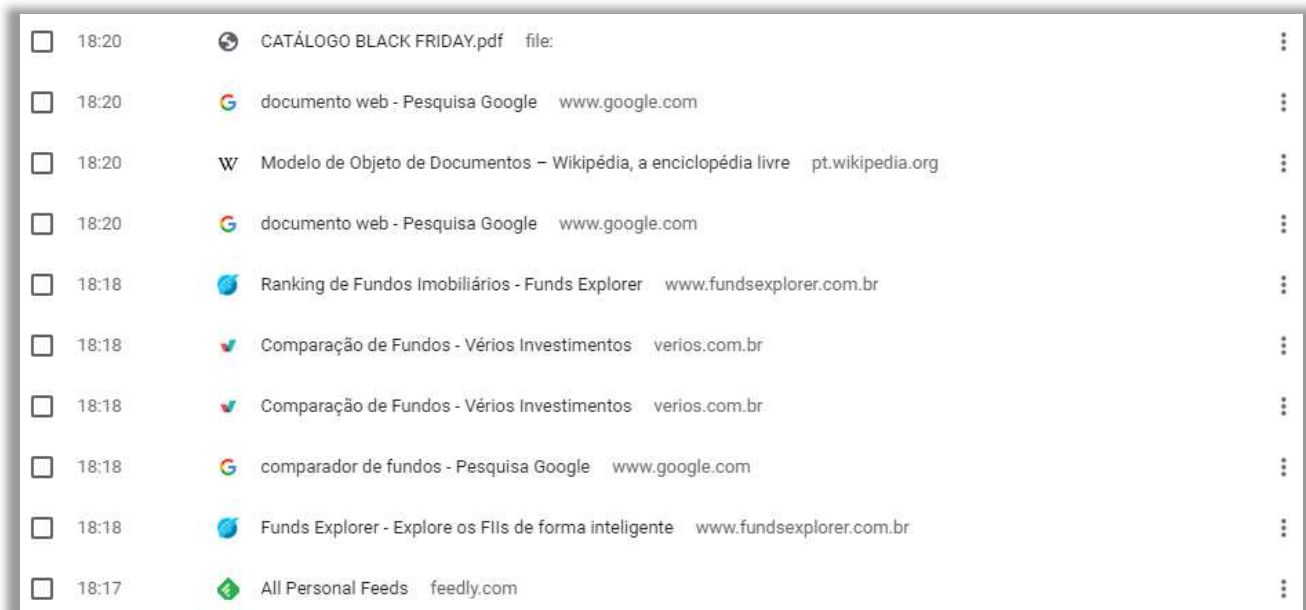 18:20 CATÁLOGO BLACK FRIDAY.pdf file:
18:20 documento web - Pesquisa Google www.google.com
18:20 W Modelo de Objeto de Documentos – Wikipédia, a enciclopédia livre pt.wikipedia.org
18:20 documento web - Pesquisa Google www.google.com
18:18 Ranking de Fundos Imobiliários - Funds Explorer www.fundsexplorer.com.br
18:18 Comparação de Fundos - Vérios Investimentos verios.com.br
18:18 Comparação de Fundos - Vérios Investimentos verios.com.br
18:18 comparador de fundos - Pesquisa Google www.google.com
18:18 Funds Explorer - Explore os FIIs de forma inteligente www.fundsexplorer.com.br
18:17 All Personal Feeds feedly.com